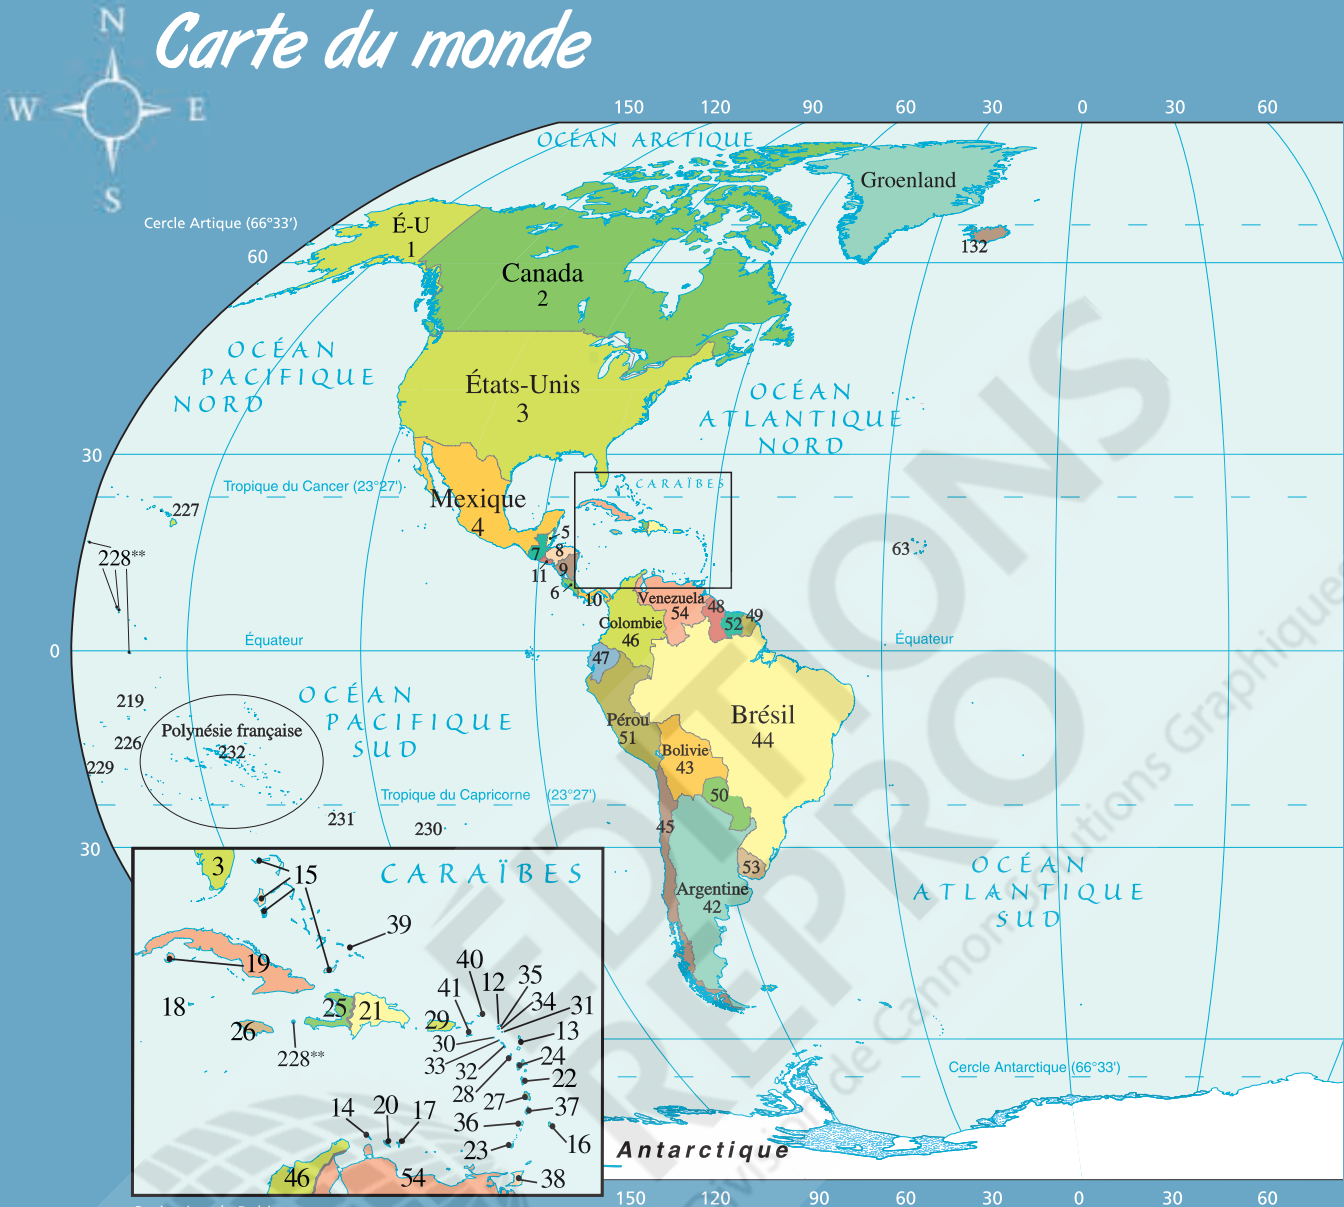 Carte du monde
N
W E
S
150 120 90 60 30 0 30 60
OCÉAN ARCTIQUE
Groenland
Cercle Artique (66°33')
É-U
1
132
60
Canada
2
OCÉAN
PACIFIQUE
NORD
États-Unis
3
OCÉAN
ATLANTIQUE
NORD
30
Tropique du Cancer (23°27')
CARAÏBES
Mexique
4
227
5
63
228**
7
8
11
9
6
10
Venezuela
54
48
49
52
Colombie
46
Équateur
Équateur
0
47
OCÉAN
PACIFIQUE
SUD
219
Polynésie française
232
226
229
Pérou
51
Brésil
44
Bolivie
43
Tropique du Capricorne (23°27')
50
231
230
45
30
53
Argentine
42
OCÉAN
ATLANTIQUE
SUD
3
15
CARAÏBES
39
19
40
41
12
35
34
31
18
25
21
29
26
13
30
228**
33
32
24
28
22
27
14
20
17
37
36
16
23
46
54
38
Cercle Antarctique (66°33')
Antarctique
150 120 90 60 30 0 30 60
ÉDITIONS
REPRO
Division de Cannon Solutions Graphiques